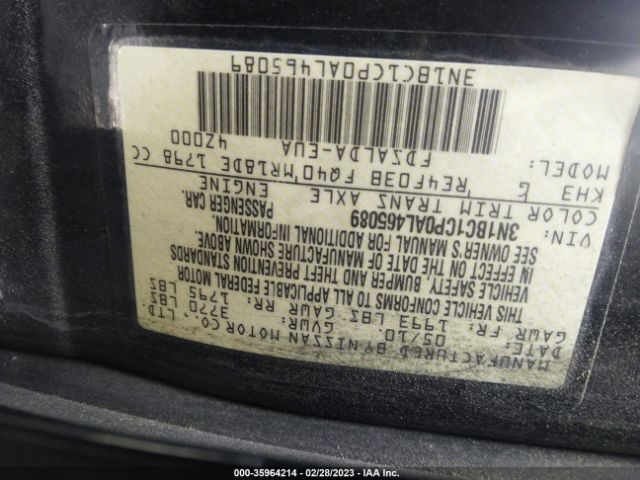 MANUFACTURED BY NISSAN MOTOR CO., LTD.
DATE: 05/10 GVWR: 3770 LBS
GAWR FR: 1993 LBS GAWR RR: 1795 LBS
THIS VEHICLE CONFORMS TO ALL APPLICABLE FEDERAL MOTOR
VEHICLE SAFETY, BUMPER AND THEFT PREVENTION STANDARDS
IN EFFECT ON THE DATE OF MANUFACTURE SHOWN ABOVE.
SEE OWNER'S MANUAL FOR ADDITIONAL INFORMATION.
VIN: 3N1BC1CP0AL465089 PASSENGER CAR.
COLOR TRIM TRANS AXLE ENGINE
KH3 G RE4F03B FQ40 MR18DE 1798 CC
MODEL: FDZALDA-EUA 4Z000
3N1BC1CP0AL465089
000-35964214 - 02/28/2023 - IAA Inc.